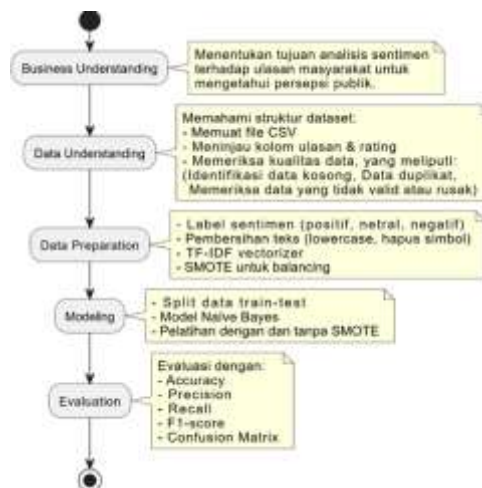 Business Understanding
Menentukan tujuan analisis sentimen
terhadap ulasan masyarakat untuk
mengetahui persepsi publik.
Data Understanding
Memahami struktur dataset:
- Memuat file CSV
- Meninjau kolom ulasan & rating
- Memeriksa kualitas data, yang meliputi:
(Identifikasi data kosong, Data duplikat,
Memeriksa data yang tidak valid atau rusak)
Data Preparation
- Label sentimen (positif, netral, negatif)
- Pembersihan teks (lowercase, hapus simbol)
- TF-IDF vectorizer
- SMOTE untuk balancing
Modeling
- Split data train-test
- Model Naive Bayes
- Pelatihan dengan dan tanpa SMOTE
Evaluation
Evaluasi dengan:
- Accuracy
- Precision
- Recall
- F1-score
- Confusion Matrix